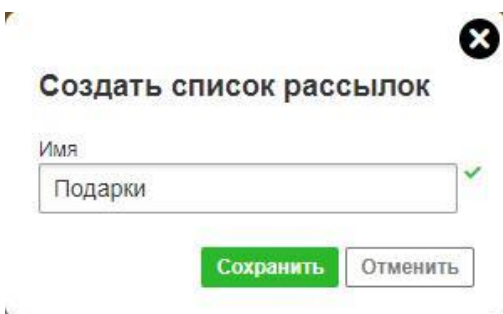 Создать список рассылок
Имя
Подарки
Сохранить Отменить